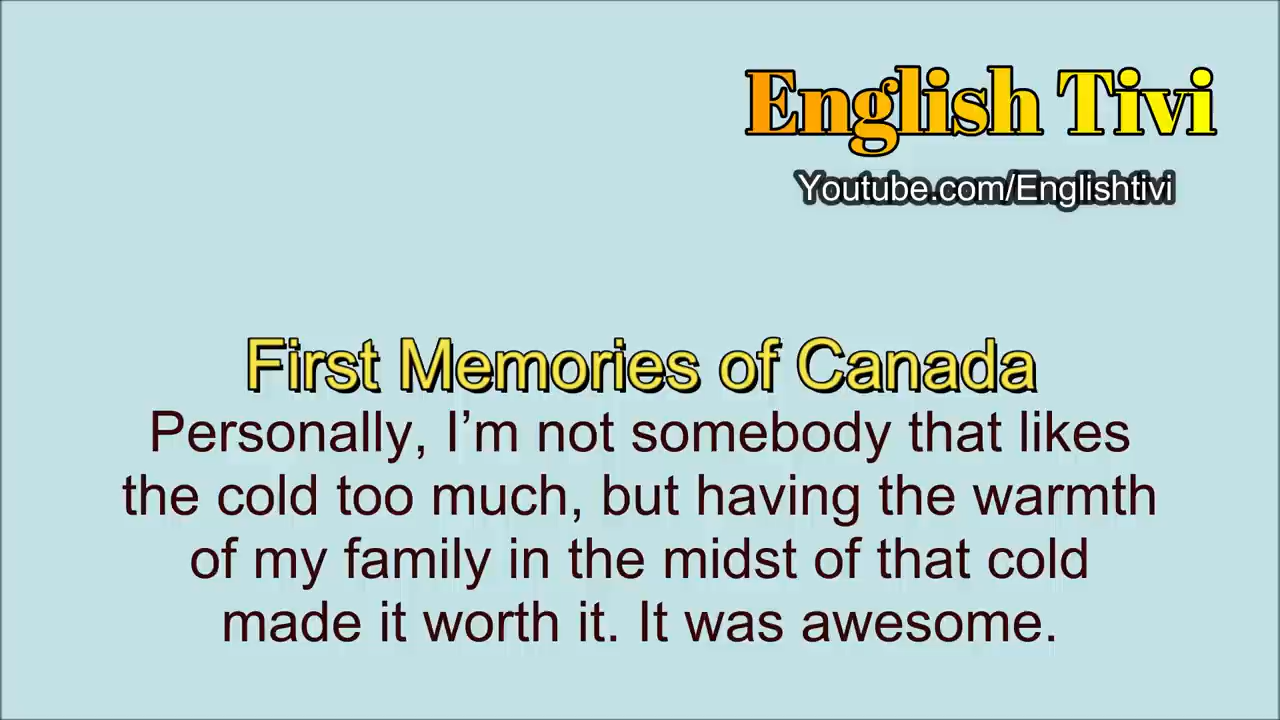 English Tivi
Youtube.com/Englishtivi
First Memories of Canada
Personally, I’m not somebody that likes
the cold too much, but having the warmth
of my family in the midst of that cold
made it worth it. It was awesome.